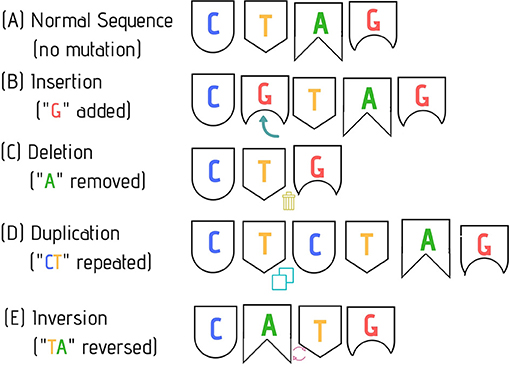 (A) Normal Sequence
(no mutation)
C T A G
(B) Insertion
("G" added)
C G T A G
(C) Deletion
("A" removed)
C T G
(D) Duplication
("CT" repeated)
C T C T A G
(E) Inversion
("TA" reversed)
C A T G